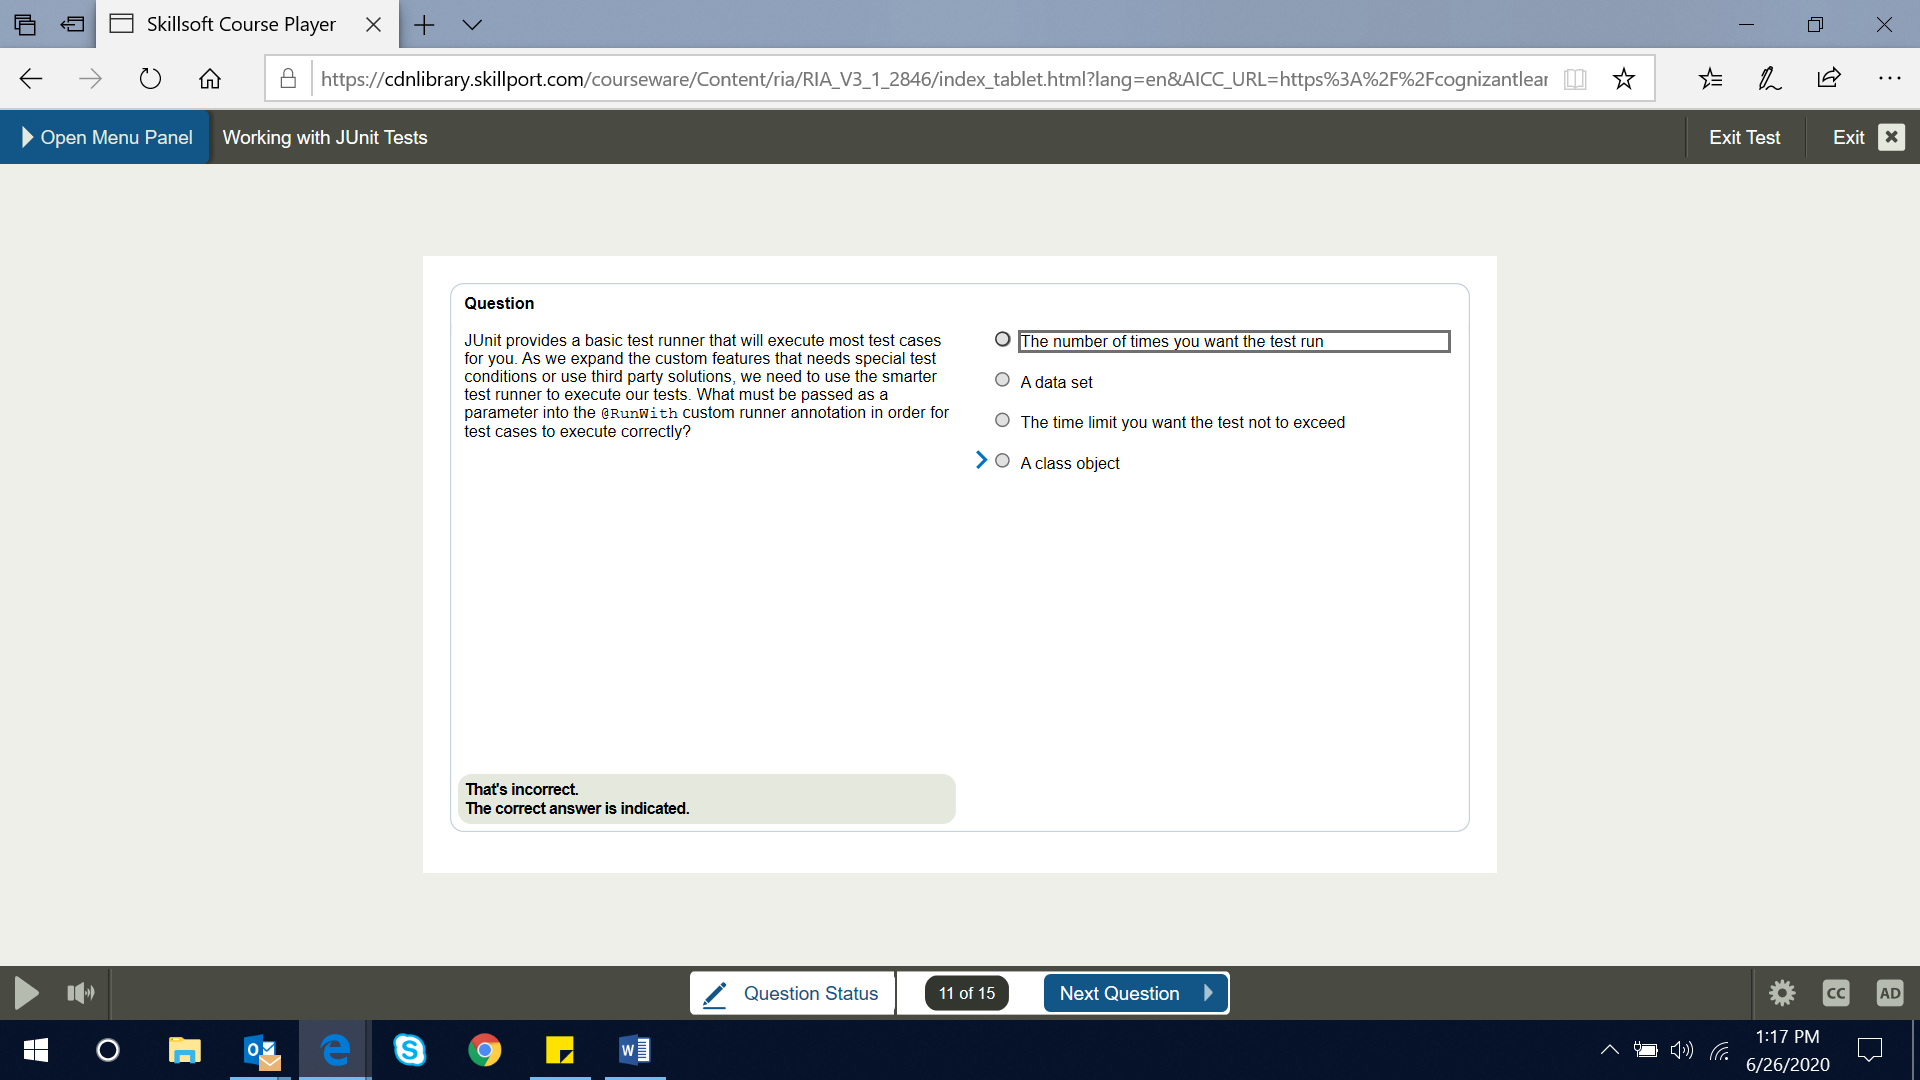 Skillsoft Course Player
https://cdnlibrary.skillport.com/courseware/Content/ria/RIA_V3_1_2846/index_tablet.html?lang=en&AICC_URL=https%3A%2F%2Fcognizantlear
Open Menu Panel
Working with JUnit Tests
Exit Test
Exit
Question
JUnit provides a basic test runner that will execute most test cases
for you. As we expand the custom features that needs special test
conditions or use third party solutions, we need to use the smarter
test runner to execute our tests. What must be passed as a
parameter into the @RunWith custom runner annotation in order for
test cases to execute correctly?
The number of times you want the test run
A data set
The time limit you want the test not to exceed
A class object
That's incorrect.
The correct answer is indicated.
Question Status
11 of 15
Next Question
CC
AD
1:17 PM
6/26/2020